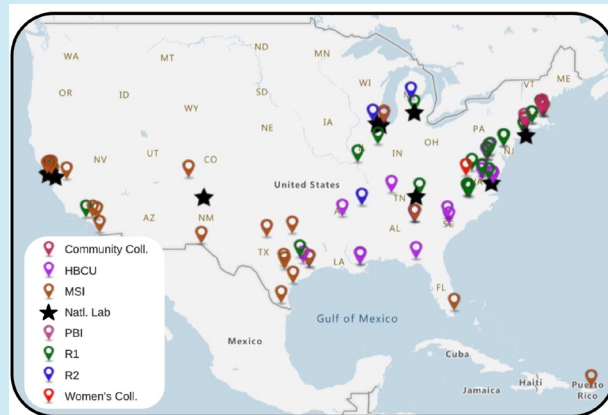 WA
MT
ND
MN
VT
ME
OR
ID
SD
WI
WY
IA
PA
NE
NJ
NV
UT
CO
IN
OH
United States
AZ
NM
TN
AL
SC
TX
LA
FL
Gulf of Mexico
Mexico
Cuba
Haiti
Puerto
Rico
Jamaica
Community Coll.
HBCU
MSI
Natl. Lab
PBI
R1
R2
Women's Coll.